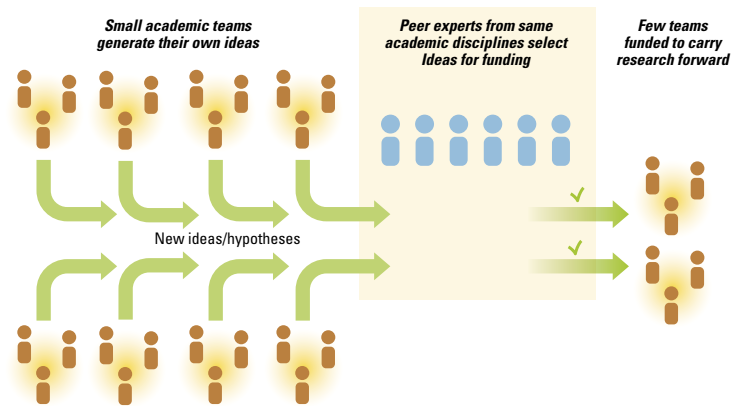 Small academic teams
generate their own ideas
Peer experts from same
academic disciplines select
Ideas for funding
Few teams
funded to carry
research forward
New ideas/hypotheses